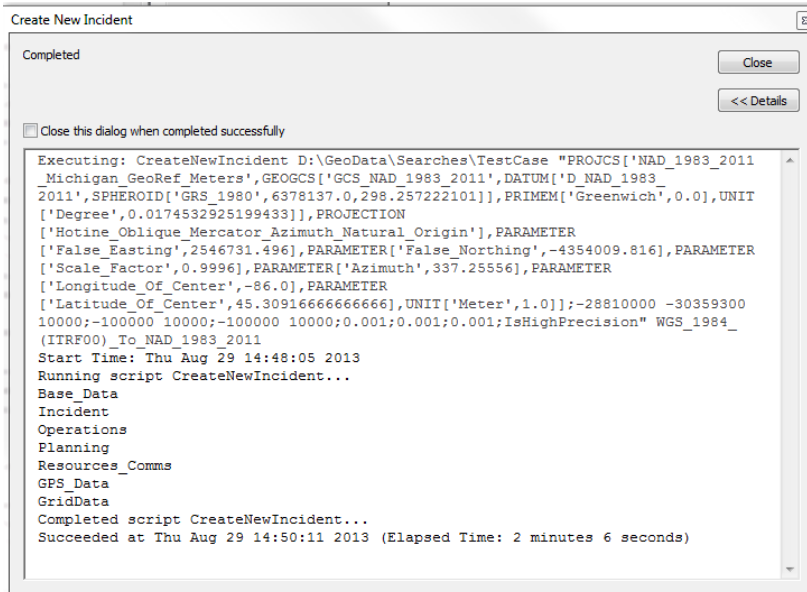 Create New Incident
Completed
Close
<< Details
Close this dialog when completed successfully
Executing: CreateNewIncident D:\GeoData\Searches\TestCase "PROJCS['NAD_1983_2011
_Michigan_GeoRef_Meters',GEOGCS['GCS_NAD_1983_2011',DATUM['D_NAD_1983_
2011',SPHEROID['GRS_1980',6378137.0,298.257222101]],PRIMEM['Greenwich',0.0],UNIT
['Degree',0.0174532925199433]],PROJECTION
['Hotine_Oblique_Mercator_Azimuth_Natural_Origin'],PARAMETER
['False_Easting',2546731.496],PARAMETER['False_Northing',-4354009.816],PARAMETER
['Scale_Factor',0.9996],PARAMETER['Azimuth',337.25556],PARAMETER
['Longitude_Of_Center',-86.0],PARAMETER
['Latitude_Of_Center',45.30916666666666],UNIT['Meter',1.0]];-28810000 -30359300
10000;-100000 10000;-100000 10000;0.001;0.001;0.001;IsHighPrecision" WGS_1984_
(ITRF00)_To_NAD_1983_2011
Start Time: Thu Aug 29 14:48:05 2013
Running script CreateNewIncident...
Base_Data
Incident
Operations
Planning
Resources_Comms
GPS_Data
GridData
Completed script CreateNewIncident...
Succeeded at Thu Aug 29 14:50:11 2013 (Elapsed Time: 2 minutes 6 seconds)